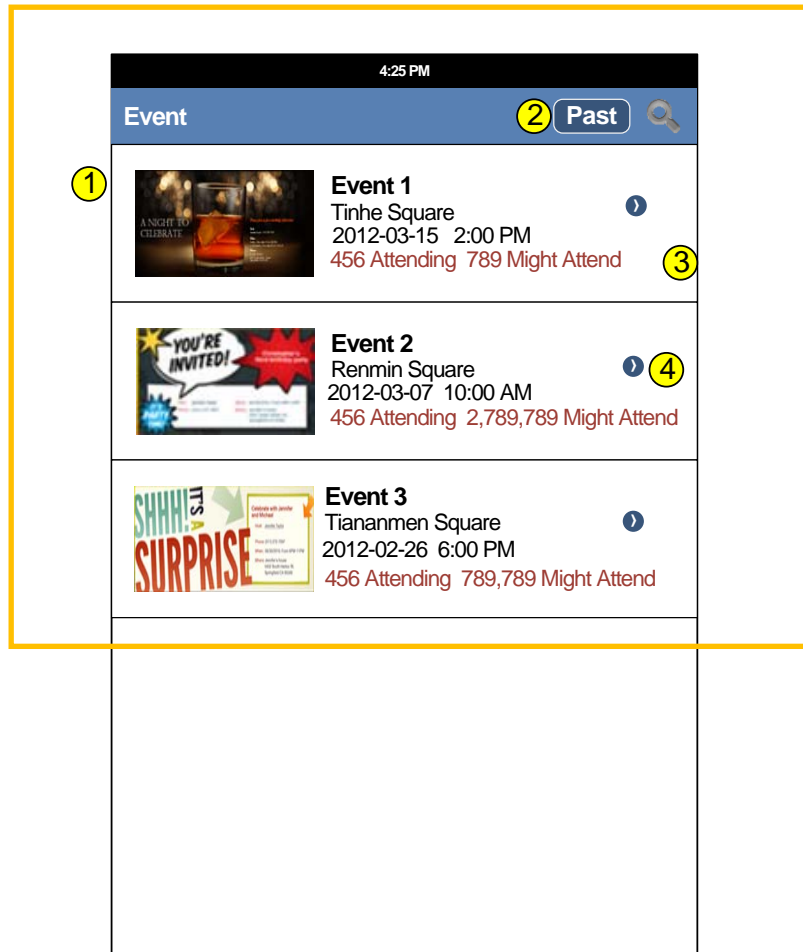 4:25 PM
Event
2
Past
1
A NIGHT TO
CELEBRATE
Event 1
Tinhe Square
2012-03-15 2:00 PM
456 Attending 789 Might Attend
3
YOU'RE
INVITED!
Event 2
Renmin Square
4
2012-03-07 10:00 AM
456 Attending 2,789,789 Might Attend
SHHH!
IT'S A
SURPRISE
Celebrate with Jennifer
and Michael
Event 3
Tiananmen Square
2012-02-26 6:00 PM
456 Attending 789,789 Might Attend